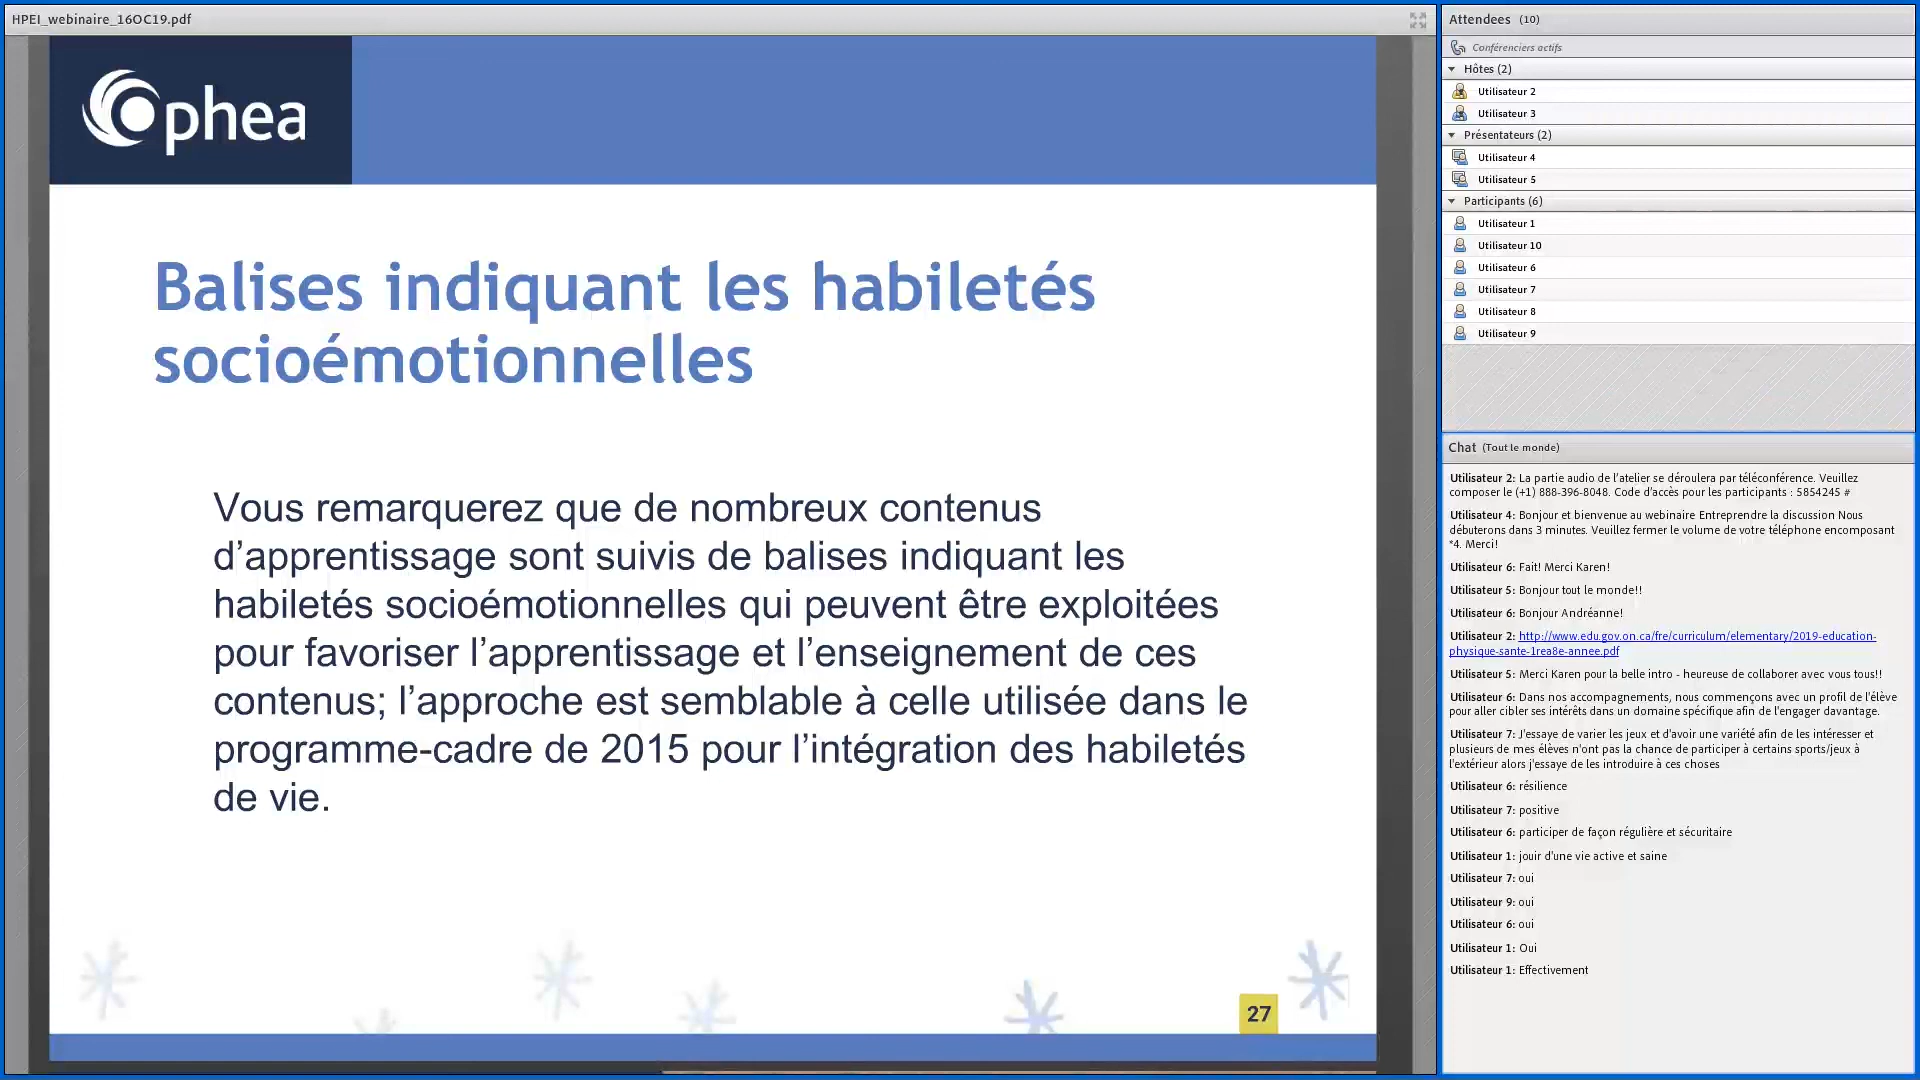 HPEI_webinaire_16OC19.pdf
Ophea
Balises indiquant les habiletés
socioémotionnelles
Vous remarquerez que de nombreux contenus
d’apprentissage sont suivis de balises indiquant les
habiletés socioémotionnelles qui peuvent être exploitées
pour favoriser l’apprentissage et l’enseignement de ces
contenus; l’approche est semblable à celle utilisée dans le
programme-cadre de 2015 pour l’intégration des habiletés
de vie.
27
Attendees (10)
Conférenciers actifs
Hôtes (2)
Utilisateur 2
Utilisateur 3
Présentateurs (2)
Utilisateur 4
Utilisateur 5
Participants (6)
Utilisateur 1
Utilisateur 10
Utilisateur 6
Utilisateur 7
Utilisateur 8
Utilisateur 9
Chat (Tout le monde)
Utilisateur 2: La partie audio de l’atelier se déroulera par téléconférence. Veuillez
composer le (+1) 888-396-8048. Code d’accès pour les participants : 5854245 #
Utilisateur 4: Bonjour et bienvenue au webinaire Entreprendre la discussion Nous
débuterons dans 3 minutes. Veuillez fermer le volume de votre téléphone encomposant
*4. Merci!
Utilisateur 6: Fait! Merci Karen!
Utilisateur 5: Bonjour tout le monde!!
Utilisateur 6: Bonjour Andréanne!
Utilisateur 2: http://www.edu.gov.on.ca/fre/curriculum/elementary/2019-education-
physique-sante-1rea8e-annee.pdf
Utilisateur 5: Merci Karen pour la belle intro - heureuse de collaborer avec vous tous!!
Utilisateur 6: Dans nos accompagnements, nous commençons avec un profil de l'élève
pour aller cibler ses intérêts dans un domaine spécifique afin de l'engager davantage.
Utilisateur 7: J'essaye de varier les jeux et d'avoir une variété afin de les intéresser et
plusieurs de mes élèves n'ont pas la chance de participer à certains sports/jeux à
l'extérieur alors j'essaye de les introduire à ces choses
Utilisateur 6: résilience
Utilisateur 7: positive
Utilisateur 6: participer de façon régulière et sécuritaire
Utilisateur 1: jouir d'une vie active et saine
Utilisateur 7: oui
Utilisateur 9: oui
Utilisateur 6: oui
Utilisateur 1: Oui
Utilisateur 1: Effectivement